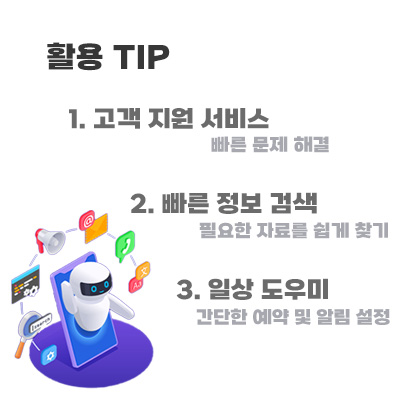 활용 TIP
1. 고객 지원 서비스
빠른 문제 해결
2. 빠른 정보 검색
필요한 자료를 쉽게 찾기
3. 일상 도우미
간단한 예약 및 알림 설정